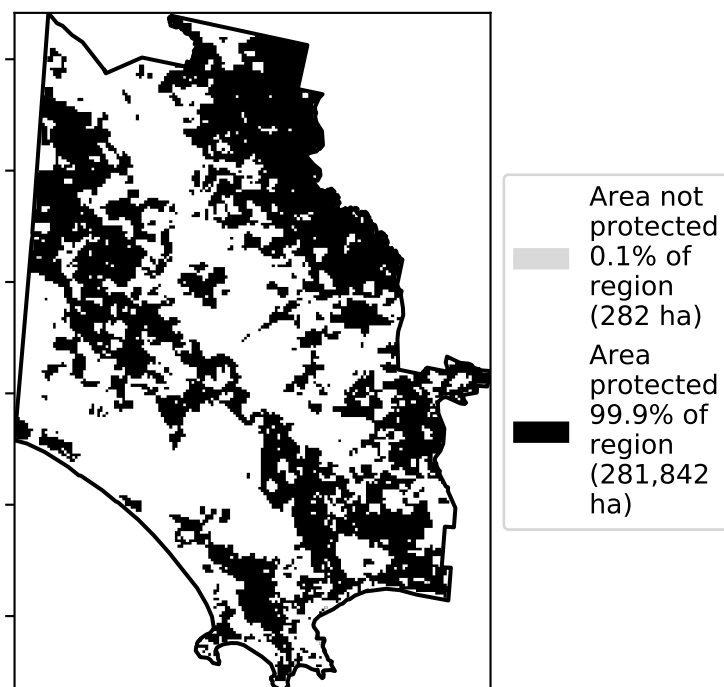 Area not
protected
0.1% of
region
(282 ha)
Area
protected
99.9% of
region
(281,842
ha)